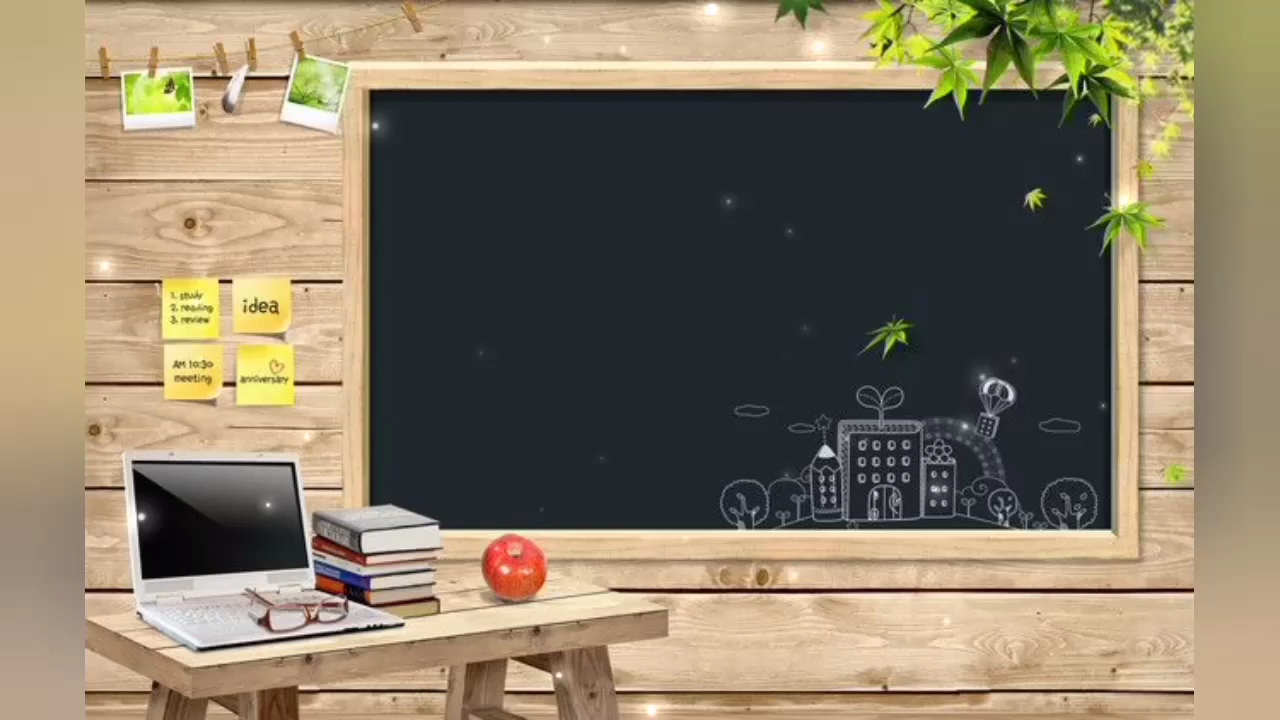 1. study
2. reading
3. review
idea
AM 10:30
meeting
anniversary